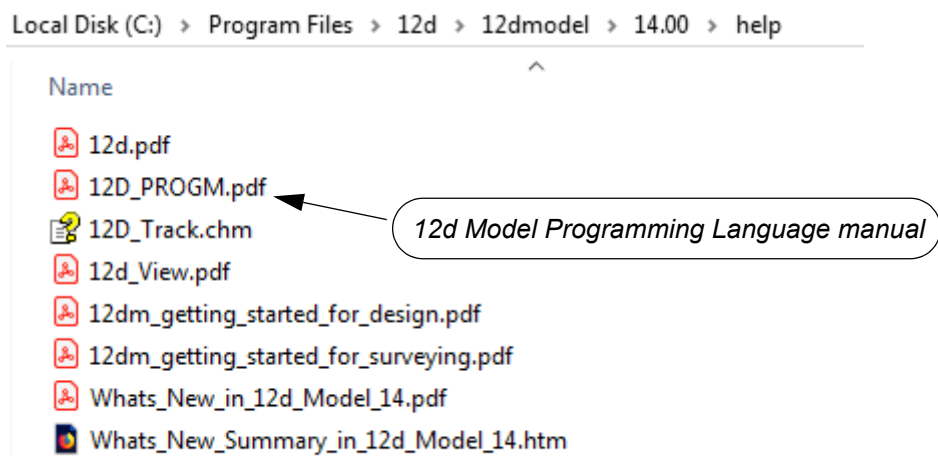 Local Disk (C:) > Program Files > 12d > 12dmodel > 14.00 > help
Name
12d.pdf
12D_PROGM.pdf
12d Model Programming Language manual
12D_Track.chm
12d_View.pdf
12dm_getting_started_for_design.pdf
12dm_getting_started_for_surveying.pdf
Whats_New_in_12d_Model_14.pdf
Whats_New_Summary_in_12d_Model_14.htm